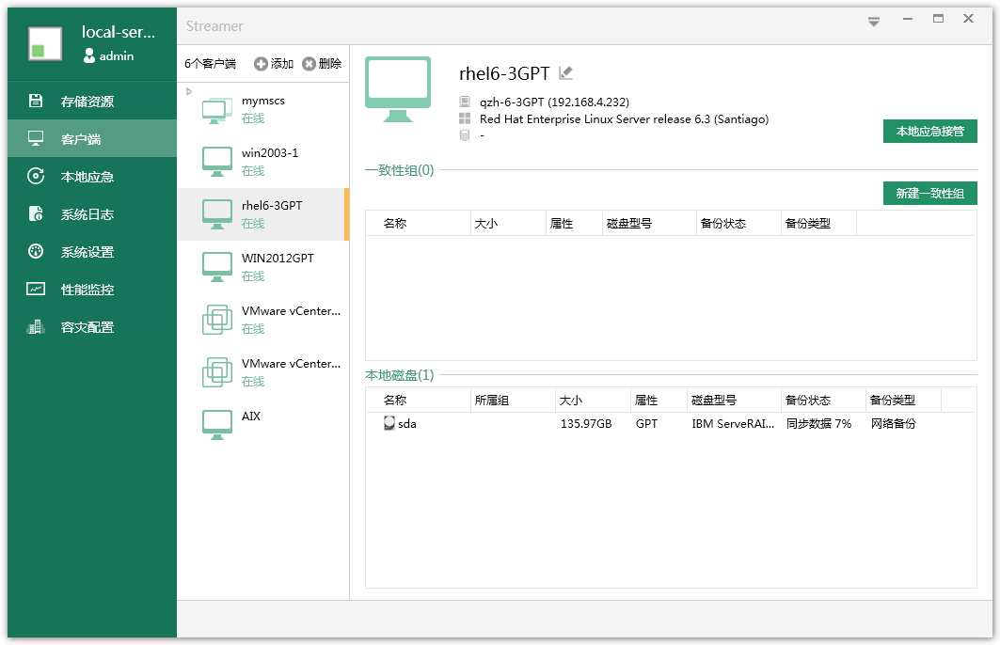 local-ser...
admin
存储资源
客户端
本地应急
系统日志
系统设置
性能监控
容灾配置
Streamer
6个客户端 添加 删除
mymscs
在线
win2003-1
在线
rhel6-3GPT
在线
WIN2012GPT
在线
VMware vCenter...
在线
VMware vCenter...
在线
AIX
rhel6-3GPT
qzh-6-3GPT (192.168.4.232)
Red Hat Enterprise Linux Server release 6.3 (Santiago)
-
本地应急接管
一致性组(0)
新建一致性组
名称 大小 属性 磁盘型号 备份状态 备份类型
本地磁盘(1)
名称 所属组 大小 属性 磁盘型号 备份状态 备份类型
sda 135.97GB GPT IBM ServeRAI... 同步数据 7% 网络备份